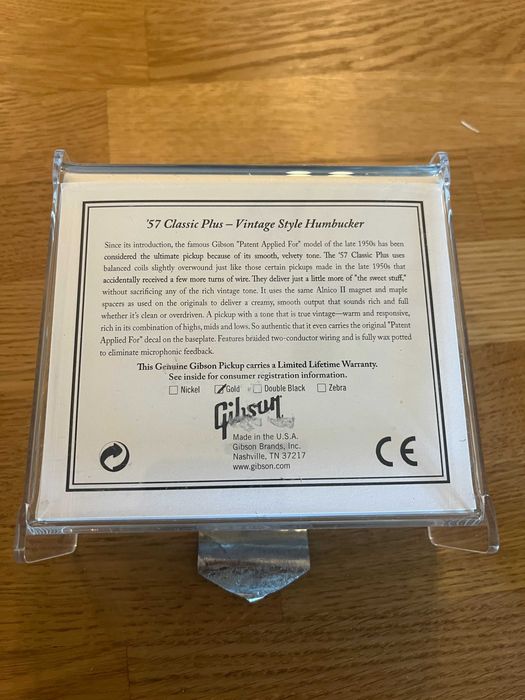 '57 Classic Plus – Vintage Style Humbucker
Since its introduction, the famous Gibson "Patent Applied For" model of the late 1950s has been
considered the ultimate pickup because of its smooth, velvety tone. The '57 Classic Plus uses
balanced coils slightly overwound just like those certain pickups made in the late 1950s that
accidentally received a few more turns of wire. They deliver just a little more of "the sweet stuff,"
without sacrificing any of the rich vintage tone. It uses the same Alnico II magnet and maple
spacers as used on the originals to deliver a creamy, smooth output that sounds rich and full
whether it's clean or overdriven. A pickup with a tone that is true vintage—warm and responsive,
rich in its combination of highs, mids and lows. So authentic that it even carries the original "Patent
Applied For" decal on the baseplate. Features braided two-conductor wiring and is fully wax potted
to eliminate microphonic feedback.
This Genuine Gibson Pickup carries a Limited Lifetime Warranty.
See inside for consumer registration information.
Nickel Gold Double Black Zebra
Gibson
Made in the U.S.A.
Gibson Brands, Inc.
Nashville, TN 37217
www.gibson.com
CE